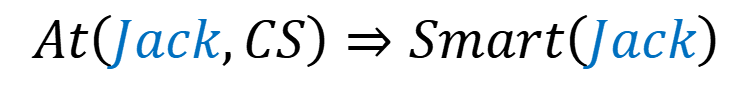 At(Jack, CS) ⇒ Smart(Jack)